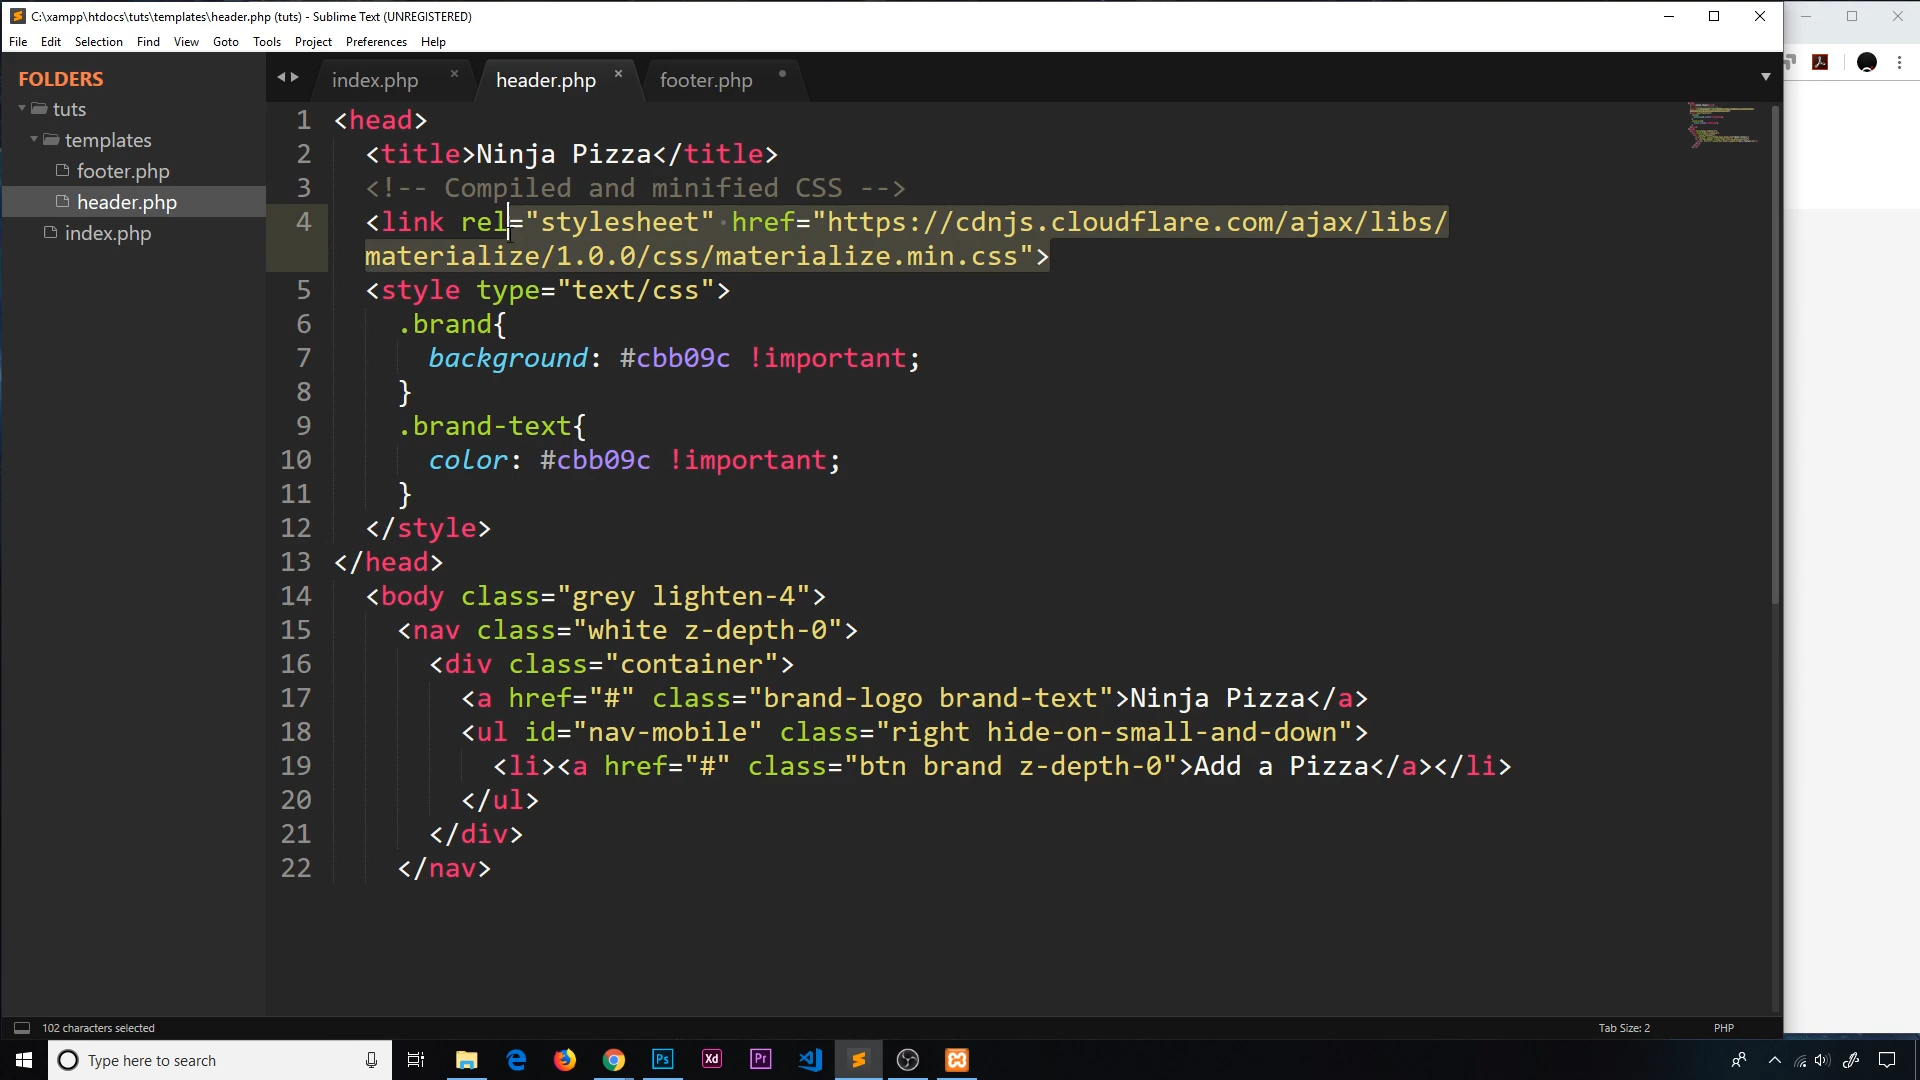 C:\xampp\htdocs\tuts\templates\header.php (tuts) - Sublime Text (UNREGISTERED)
File Edit Selection Find View Goto Tools Project Preferences Help
FOLDERS
tuts
templates
footer.php
header.php
index.php
index.php header.php footer.php
1 <head>
2 <title>Ninja Pizza</title>
3 <!-- Compiled and minified CSS -->
4 <link rel="stylesheet" href="https://cdnjs.cloudflare.com/ajax/libs/
materialize/1.0.0/css/materialize.min.css">
5 <style type="text/css">
6 .brand{
7 background: #cbb09c !important;
8 }
9 .brand-text{
10 color: #cbb09c !important;
11 }
12 </style>
13 </head>
14 <body class="grey lighten-4">
15 <nav class="white z-depth-0">
16 <div class="container">
17 <a href="#" class="brand-logo brand-text">Ninja Pizza</a>
18 <ul id="nav-mobile" class="right hide-on-small-and-down">
19 <li><a href="#" class="btn brand z-depth-0">Add a Pizza</a></li>
20 </ul>
21 </div>
22 </nav>
102 characters selected
Tab Size: 2
PHP
Type here to search
Ps
Xd
Pr